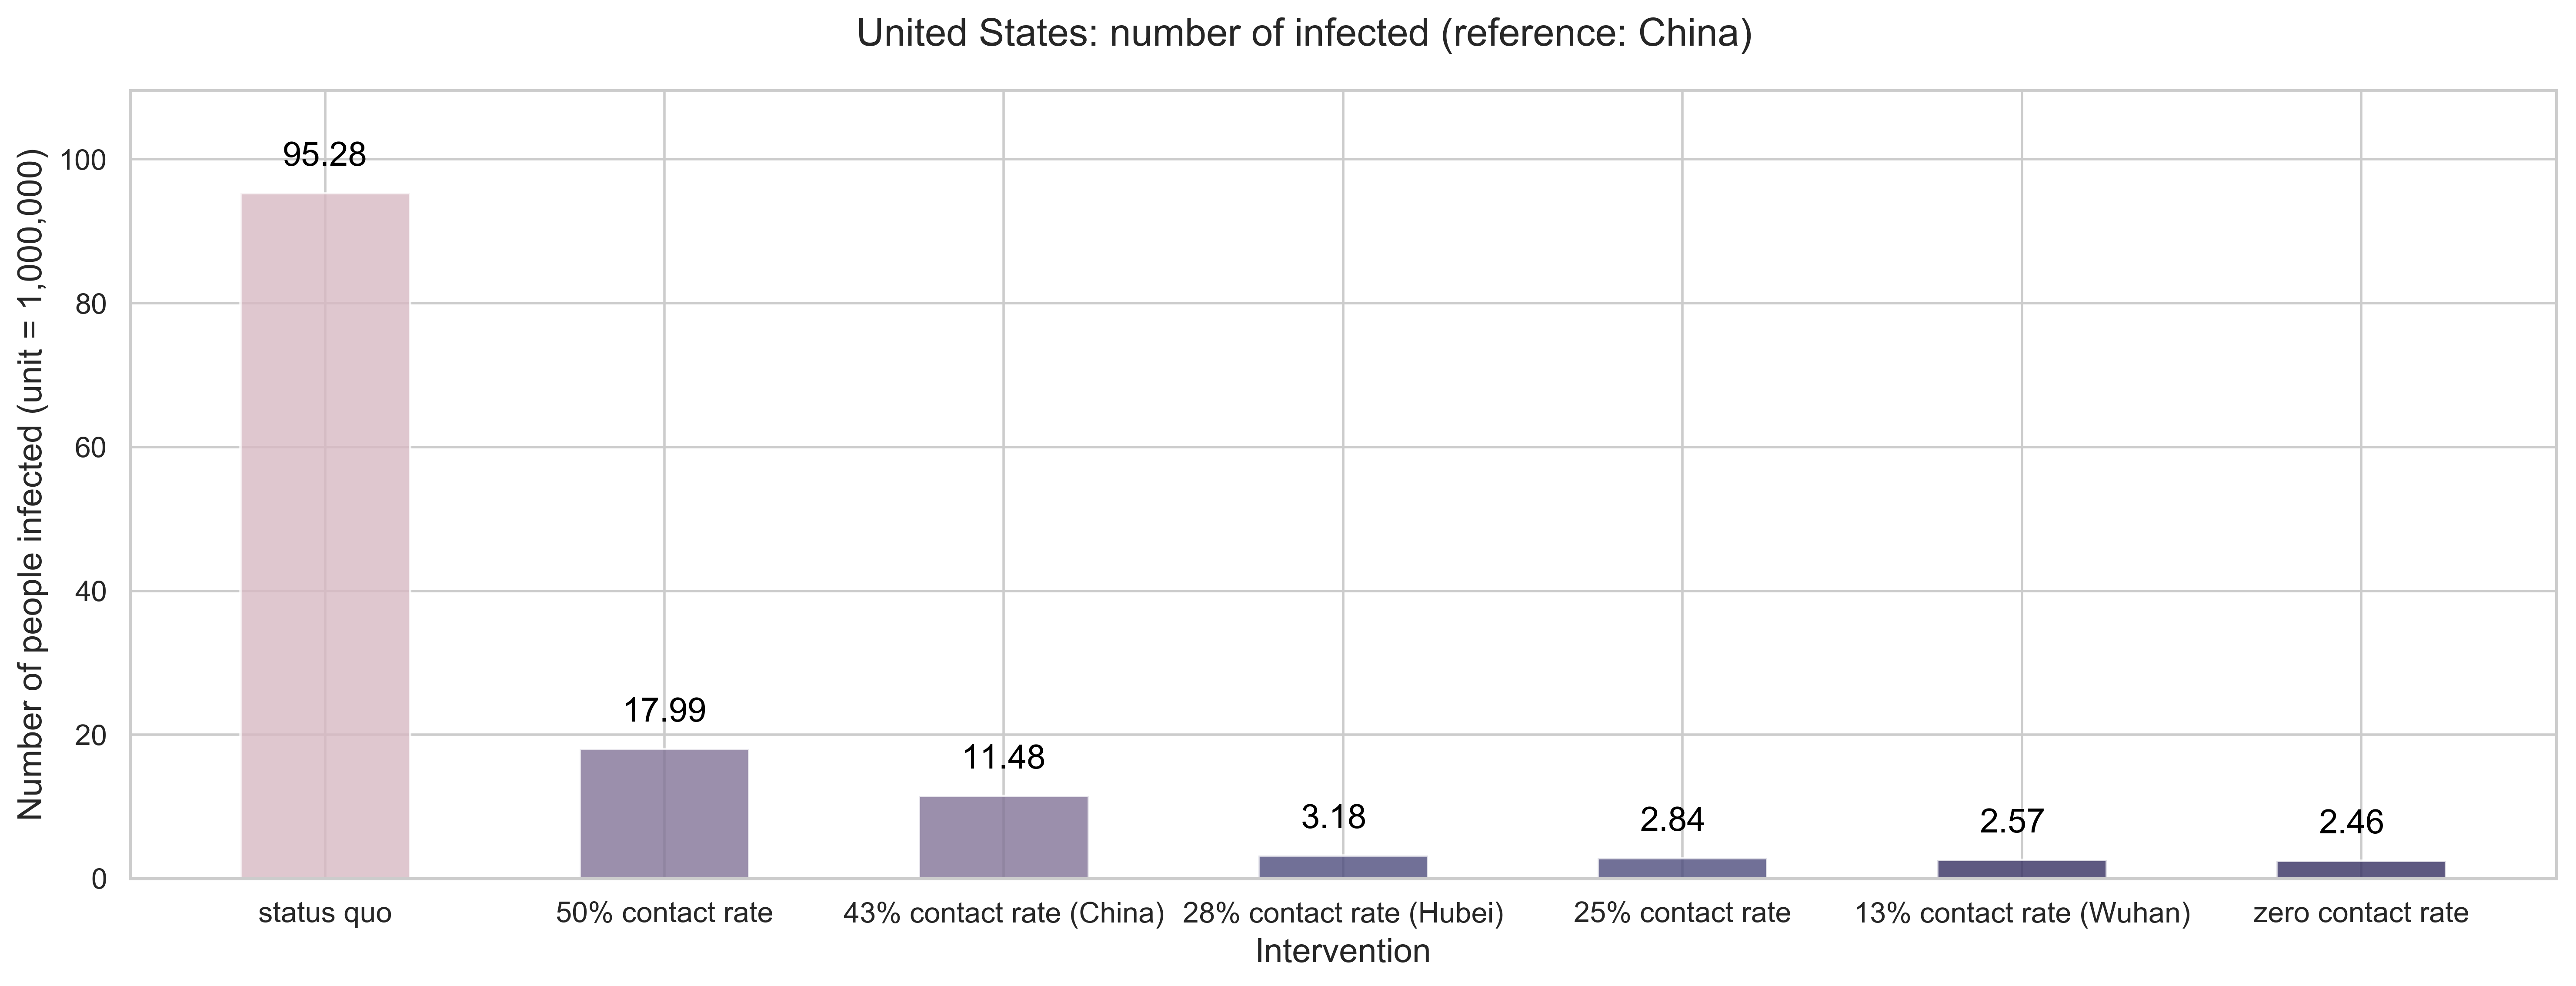 United States: number of infected (reference: China)
Number of people infected (unit = 1,000,000)
100
80
60
40
20
0
95.28
17.99
11.48
3.18
2.84
2.57
2.46
status quo
50% contact rate
43% contact rate (China)
28% contact rate (Hubei)
25% contact rate
13% contact rate (Wuhan)
zero contact rate
Intervention